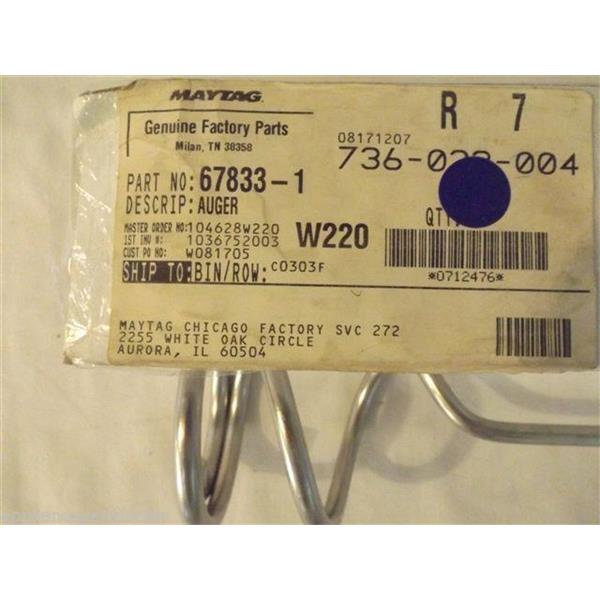 MAYTAG
Genuine Factory Parts
Milan, TN 38358
R 7
08171207
PART NO: 67833-1
DESCRIP: AUGER
MASTER ORDER NO: 104628W220
1ST INV #: 1036752003
CUST PO NO: W081705
W220
SHIP TO: BIN/ROW: C0303F
*0712476*
MAYTAG CHICAGO FACTORY SVC 272
2255 WHITE OAK CIRCLE
AURORA, IL 60504